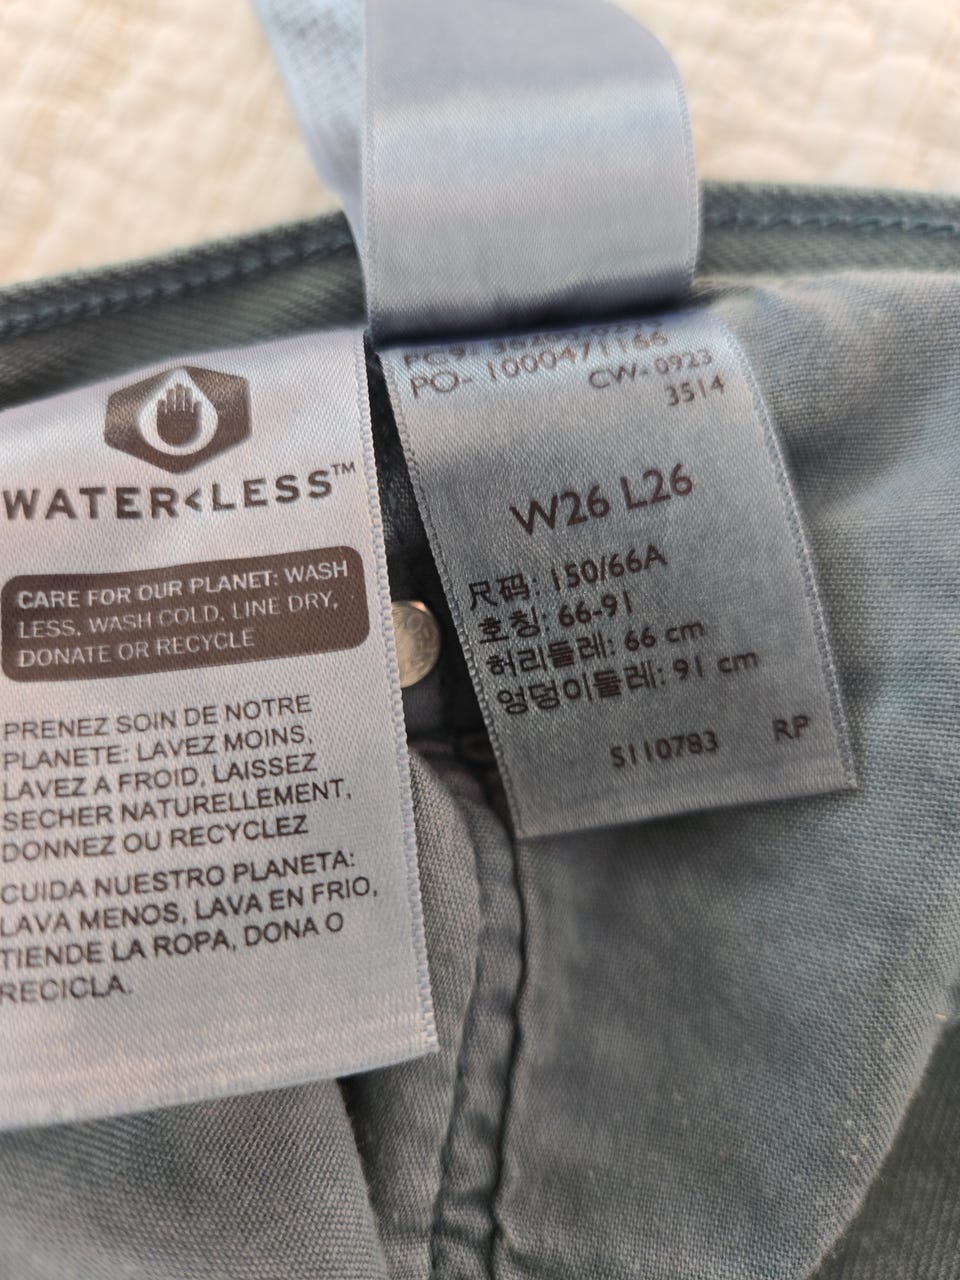 WATER<LESS™
CARE FOR OUR PLANET: WASH
LESS, WASH COLD, LINE DRY,
DONATE OR RECYCLE
PRENEZ SOIN DE NOTRE
PLANETE: LAVEZ MOINS,
LAVEZ A FROID, LAISSEZ
SECHER NATURELLEMENT,
DONNEZ OU RECYCLEZ
CUIDA NUESTRO PLANETA:
LAVA MENOS, LAVA EN FRIO,
TIENDE LA ROPA, DONA O
RECICLA.
PC9:
PO- 1000471166
CW- 0923
3514
W26 L26
尺码: 150/66A
호칭: 66-91
허리둘레: 66 cm
엉덩이둘레: 91 cm
S110783 RP